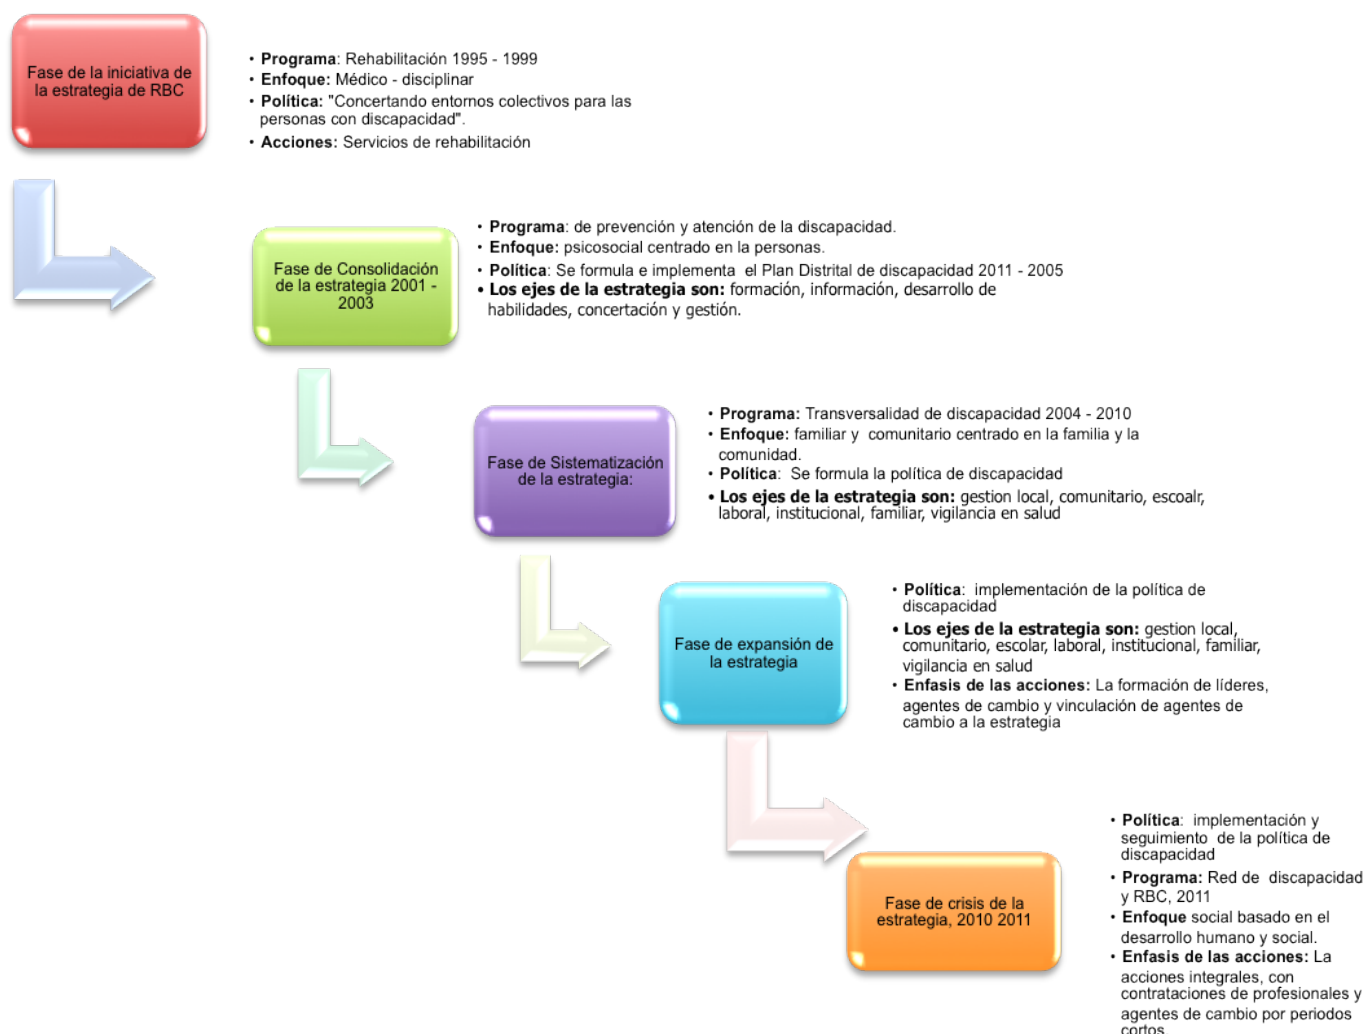 Fase de la iniciativa de
la estrategia de RBC
• Programa: Rehabilitación 1995 - 1999
• Enfoque: Médico - disciplinar
• Política: "Concertando entornos colectivos para las
personas con discapacidad".
• Acciones: Servicios de rehabilitación
Fase de Consolidación
de la estrategia 2001 -
2003
• Programa: de prevención y atención de la discapacidad.
• Enfoque: psicosocial centrado en la personas.
• Política: Se formula e implementa el Plan Distrital de discapacidad 2011 - 2005
• Los ejes de la estrategia son: formación, información, desarrollo de
habilidades, concertación y gestión.
Fase de Sistematización
de la estrategia:
• Programa: Transversalidad de discapacidad 2004 - 2010
• Enfoque: familiar y comunitario centrado en la familia y la
comunidad.
• Política: Se formula la política de discapacidad
• Los ejes de la estrategia son: gestion local, comunitario, escoalr,
laboral, institucional, familiar, vigilancia en salud
Fase de expansión de
la estrategia
• Política: implementación de la política de
discapacidad
• Los ejes de la estrategia son: gestion local,
comunitario, escolar, laboral, institucional, familiar,
vigilancia en salud
• Enfasis de las acciones: La formación de líderes,
agentes de cambio y vinculación de agentes de
cambio a la estrategia
Fase de crisis de la
estrategia, 2010 2011
• Política: implementación y
seguimiento de la política de
discapacidad
• Programa: Red de discapacidad
y RBC, 2011
• Enfoque social basado en el
desarrollo humano y social.
• Enfasis de las acciones: La
acciones integrales, con
contrataciones de profesionales y
agentes de cambio por periodos
cortos.